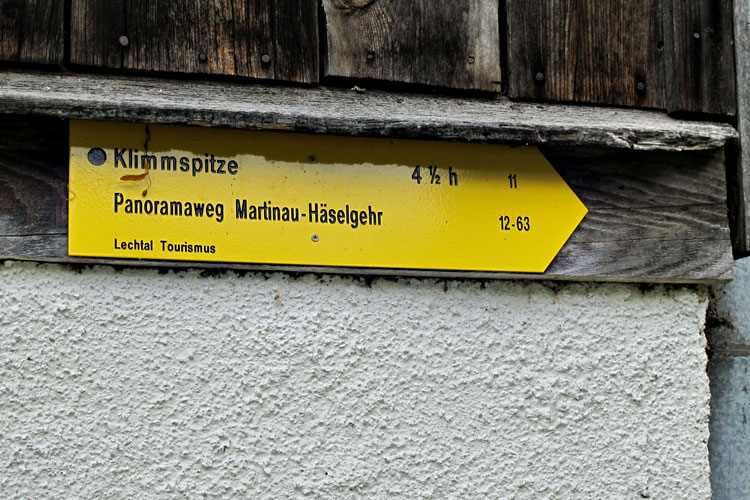 Klimmspitze 4 ½ h 11
Panoramaweg Martinau-Häselgehr 12-63
Lechtal Tourismus